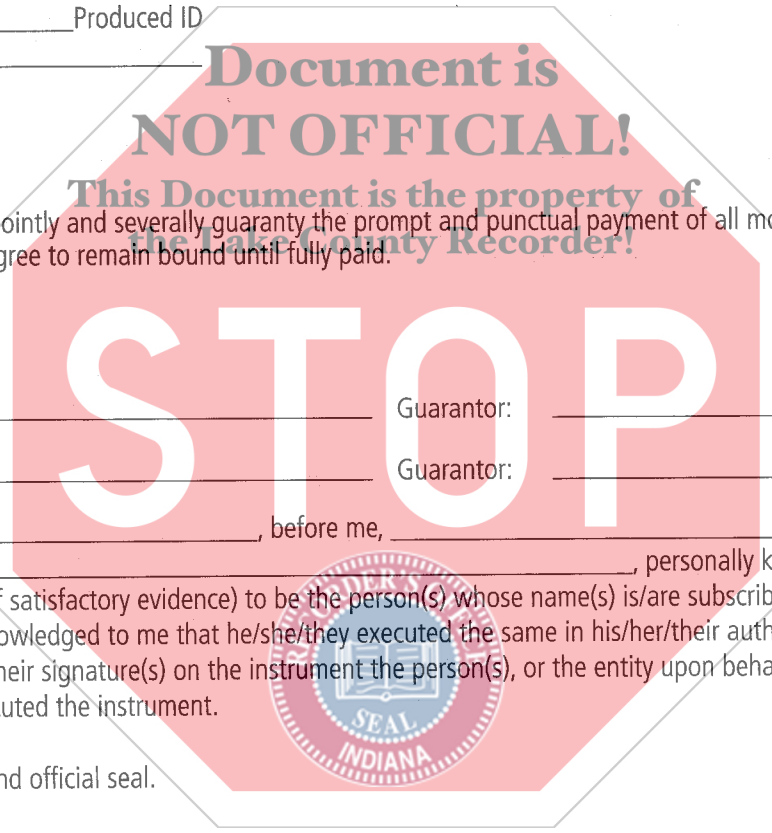 Produced ID
Document is
NOT OFFICIAL!
This Document is the property of
ointly and severally guaranty the prompt and punctual payment of all mo
the Lake County Recorder!
gree to remain bound until fully paid.
STOP
Guarantor:
Guarantor:
, before me,
, personally k
f satisfactory evidence) to be the person(s) whose name(s) is/are subscrib
owledged to me that he/she/they executed the same in his/her/their auth
heir signature(s) on the instrument the person(s), or the entity upon beha
uted the instrument.
RECORDER'S OFFICE
SEAL
INDIANA
nd official seal.